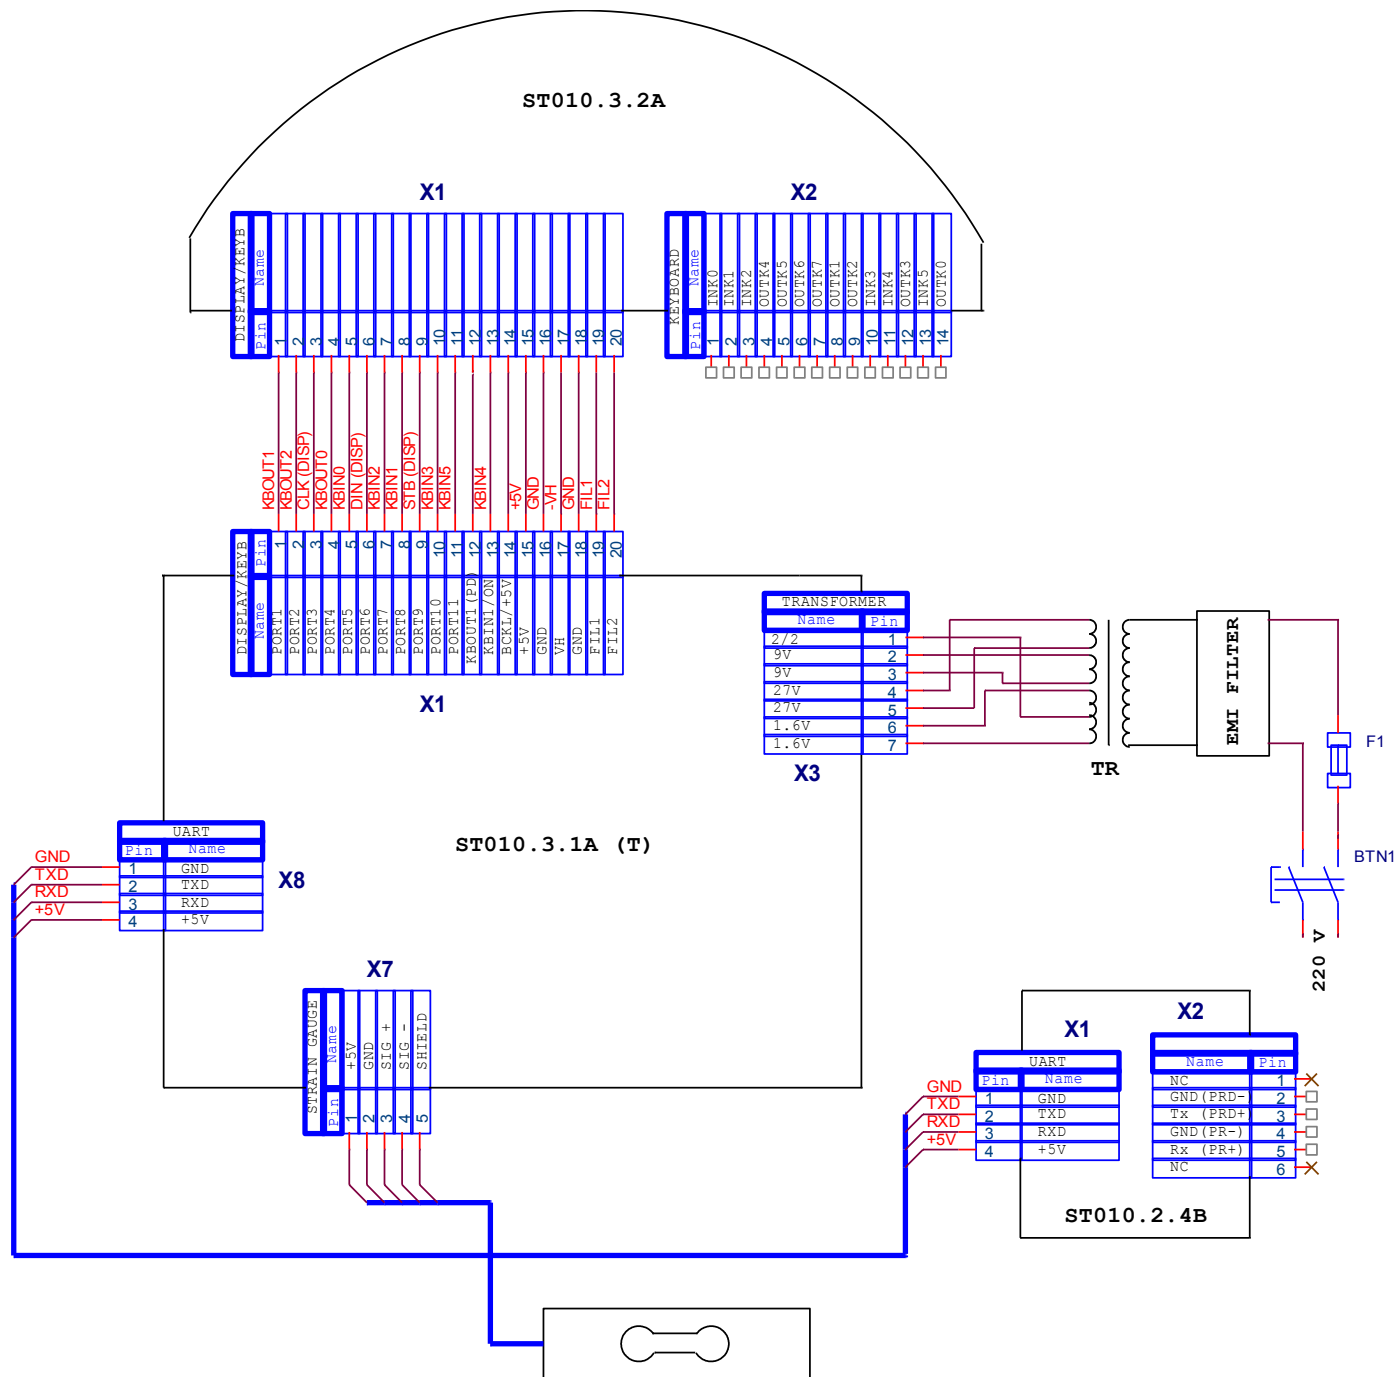 ST010.3.2A
X1
X2
DISPLAY/KEYB
Name
Pin
1 2 3 4 5 6 7 8 9 10 11 12 13 14 15 16 17 18 19 20
KEYBOARD
Name
INK0 INK1 INK2 OUTK4 OUTK5 OUTK6 OUTK7 OUTK1 OUTK2 INK3 INK4 OUTK3 INK5 OUTK0
Pin
1 2 3 4 5 6 7 8 9 10 11 12 13 14
KBOUT1
KBOUT2
CLK (DISP)
KBOUT0
KBIN0
DIN (DISP)
KBIN2
KBIN1
STB (DISP)
KBIN3
KBIN5
KBIN4
+5V
GND
-VH
GND
FIL1
FIL2
DISPLAY/KEYB
Pin
1 2 3 4 5 6 7 8 9 10 11 12 13 14 15 16 17 18 19 20
Name
PORT1
PORT2
PORT3
PORT4
PORT5
PORT6
PORT7
PORT8
PORT9
PORT10
PORT11
KBOUT1(PD)
KBIN1/ON
BCKL/+5V
+5V
GND
VH
GND
FIL1
FIL2
X1
TRANSFORMER
Name Pin
2/2 1
9V 2
9V 3
27V 4
27V 5
1.6V 6
1.6V 7
X3
TR
EMI FILTER
F1
BTN1
220 V
ST010.3.1A (T)
UART
Pin Name
GND 1 GND
TXD 2 TXD
RXD 3 RXD
+5V 4 +5V
X8
X7
STRAIN GAUGE
Name
+5V
GND
SIG +
SIG -
SHIELD
Pin
1 2 3 4 5
X1
UART
Pin Name
GND 1 GND
TXD 2 TXD
RXD 3 RXD
+5V 4 +5V
X2
Name Pin
NC 1
GND(PRD- 2
Tx (PRD+ 3
GND(PR-) 4
Rx (PR+) 5
NC 6
ST010.2.4B